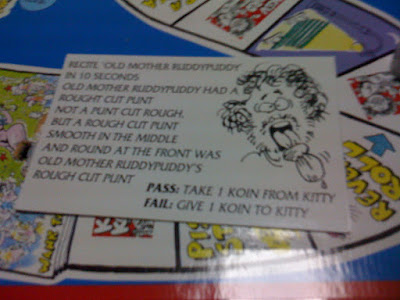 RECITE 'OLD MOTHER RUDDYPUDDY'
IN 10 SECONDS
OLD MOTHER RUDDYPUDDY HAD A
ROUGHT CUT PUNT
NOT A PUNT CUT ROUGH,
BUT A ROUGH CUT PUNT
SMOOTH IN THE MIDDLE
AND ROUND AT THE FRONT WAS
OLD MOTHER RUDDYPUDDY'S
ROUGH CUT PUNT
PASS: TAKE 1 KOIN FROM KITTY
FAIL: GIVE 1 KOIN TO KITTY
ROLL